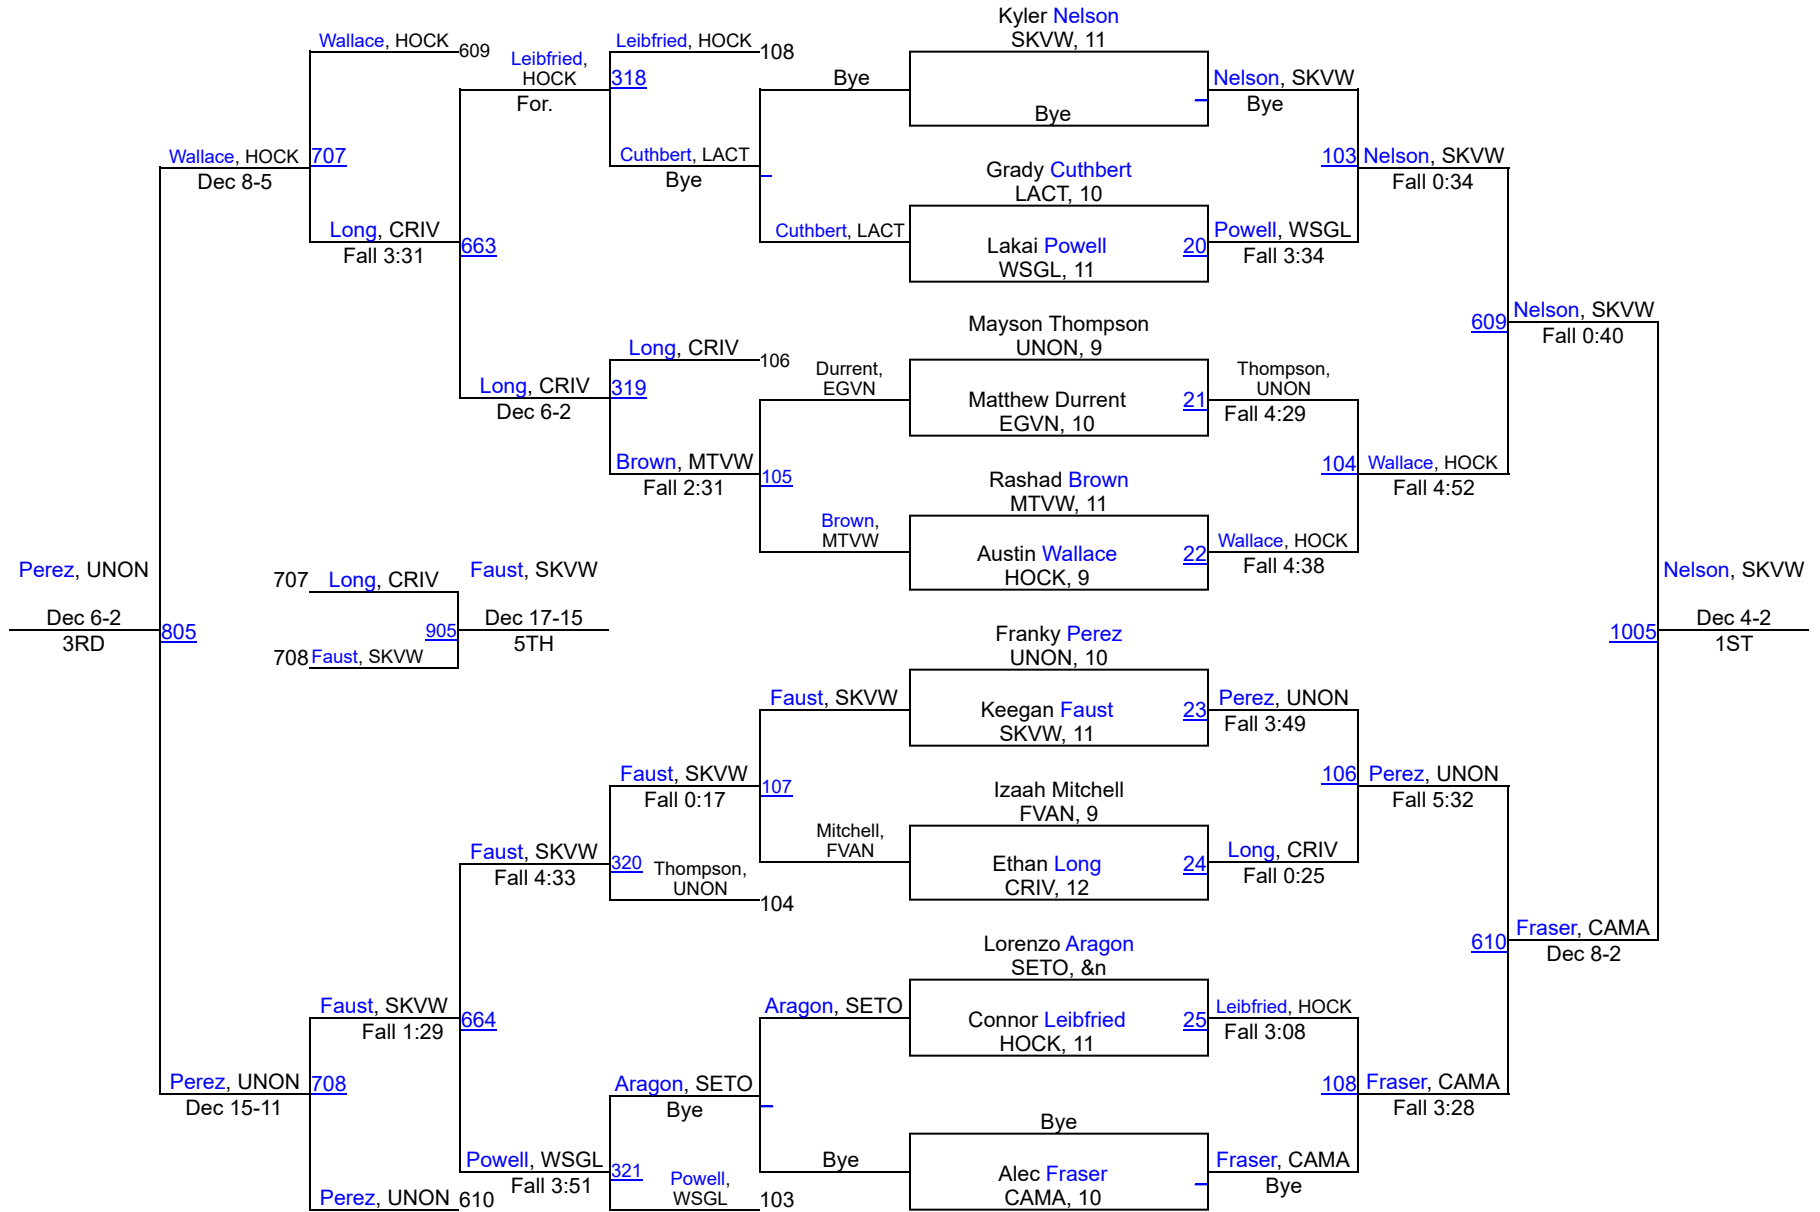 Kyler Nelson
SKVW, 11
Wallace, HOCK 609
Leibfried,
HOCK
For.
Leibfried, HOCK 108
318
Bye
Bye
Nelson, SKVW
Bye
Cuthbert, LACT
Bye
Wallace, HOCK 707
Dec 8-5
Grady Cuthbert
LACT, 10
103 Nelson, SKVW
Fall 0:34
Long, CRIV
Fall 3:31
663
Cuthbert, LACT
Lakai Powell
WSGL, 11
20
Powell, WSGL
Fall 3:34
Mayson Thompson
UNON, 9
609
Nelson, SKVW
Fall 0:40
Long, CRIV 106
Durrent,
EGVN
Matthew Durrent
EGVN, 10
21
Thompson,
UNON
Fall 4:29
Long, CRIV
Dec 6-2
319
Brown, MTVW
Fall 2:31
105
Rashad Brown
MTVW, 11
104 Wallace, HOCK
Fall 4:52
Brown,
MTVW
Austin Wallace
HOCK, 9
22
Wallace, HOCK
Fall 4:38
Perez, UNON
Dec 6-2
3RD
805
707 Long, CRIV
708 Faust, SKVW
905
Faust, SKVW
Dec 17-15
5TH
Franky Perez
UNON, 10
1005
Nelson, SKVW
Dec 4-2
1ST
Faust, SKVW
Keegan Faust
SKVW, 11
23
Perez, UNON
Fall 3:49
Faust, SKVW
Fall 0:17
107
Izaah Mitchell
FVAN, 9
106 Perez, UNON
Fall 5:32
Mitchell,
FVAN
Ethan Long
CRIV, 12
24
Long, CRIV
Fall 0:25
Faust, SKVW
Fall 4:33
320
Thompson,
UNON
104
Lorenzo Aragon
SETO, &n
610
Fraser, CAMA
Dec 8-2
Faust, SKVW
Fall 1:29
664
Aragon, SETO
Connor Leibfried
HOCK, 11
25
Leibfried, HOCK
Fall 3:08
Perez, UNON 708
Dec 15-11
Aragon, SETO
Bye
Bye
108 Fraser, CAMA
Fall 3:28
Powell, WSGL
Fall 3:51
321
Bye
Alec Fraser
CAMA, 10
Fraser, CAMA
Bye
Perez, UNON 610
Powell,
WSGL
103